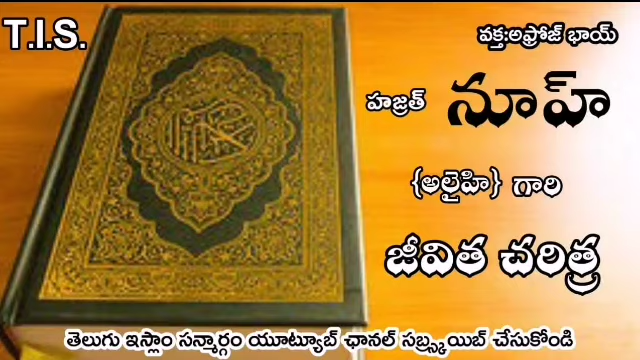 T.I.S.
వక్త:అఫ్రోజ్ భాయ్
హజ్రత్ నూహ్
{అలైహి} గారి
జీవిత చరిత్ర
తెలుగు ఇస్లాం సన్మార్గం యూట్యూబ్ ఛానల్ సబ్స్క్రయిబ్ చేసుకోండి